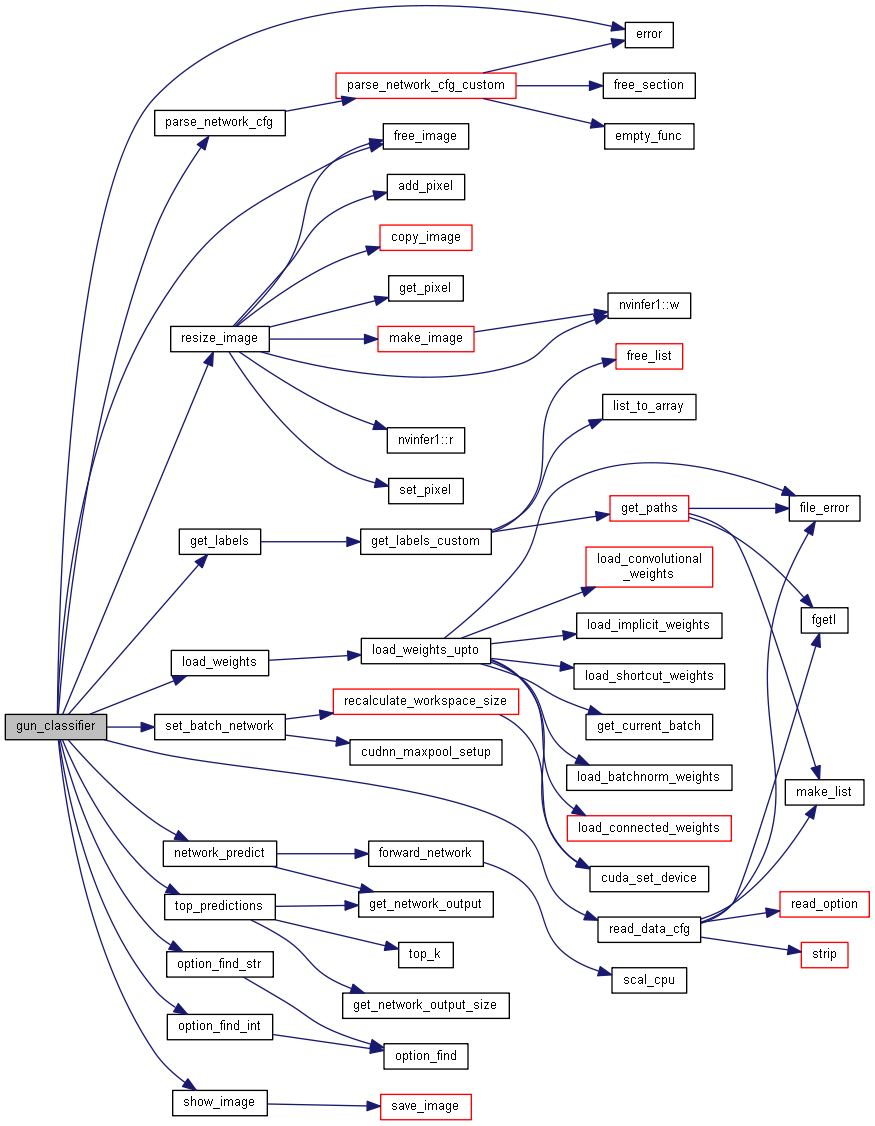 error
parse_network_cfg_custom
free_section
parse_network_cfg
empty_func
free_image
add_pixel
copy_image
get_pixel
nvinfer1::w
resize_image
make_image
free_list
list_to_array
nvinfer1::r
set_pixel
get_paths
file_error
get_labels
get_labels_custom
load_convolutional
_weights
fgetl
load_implicit_weights
load_weights
load_weights_upto
load_shortcut_weights
recalculate_workspace_size
gun_classifier
set_batch_network
get_current_batch
cudnn_maxpool_setup
load_batchnorm_weights
make_list
load_connected_weights
network_predict
forward_network
cuda_set_device
top_predictions
get_network_output
read_option
read_data_cfg
top_k
strip
option_find_str
scal_cpu
get_network_output_size
option_find_int
option_find
show_image
save_image